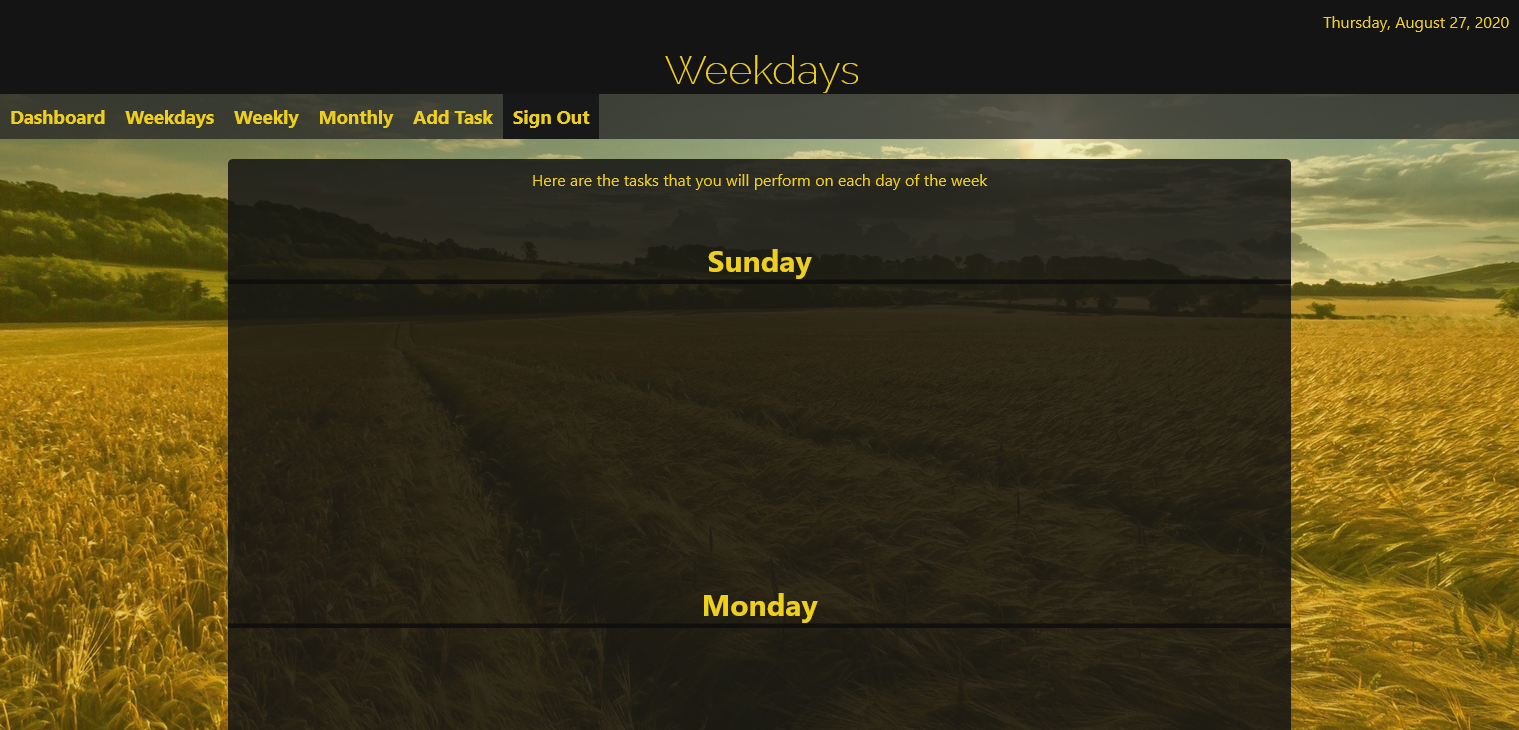 Thursday, August 27, 2020
Weekdays
Dashboard Weekdays Weekly Monthly Add Task Sign Out
Here are the tasks that you will perform on each day of the week
Sunday
Monday